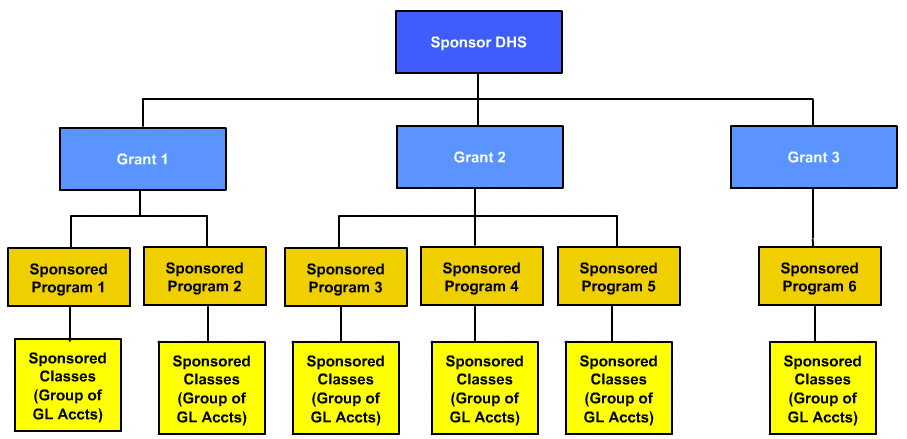 Sponsor DHS
Grant 1
Grant 2
Grant 3
Sponsored
Program 1
Sponsored
Program 2
Sponsored
Program 3
Sponsored
Program 4
Sponsored
Program 5
Sponsored
Program 6
Sponsored
Classes
(Group of
GL Accts)
Sponsored
Classes
(Group of
GL Accts)
Sponsored
Classes
(Group of
GL Accts)
Sponsored
Classes
(Group of
GL Accts)
Sponsored
Classes
(Group of
GL Accts)
Sponsored
Classes
(Group of
GL Accts)